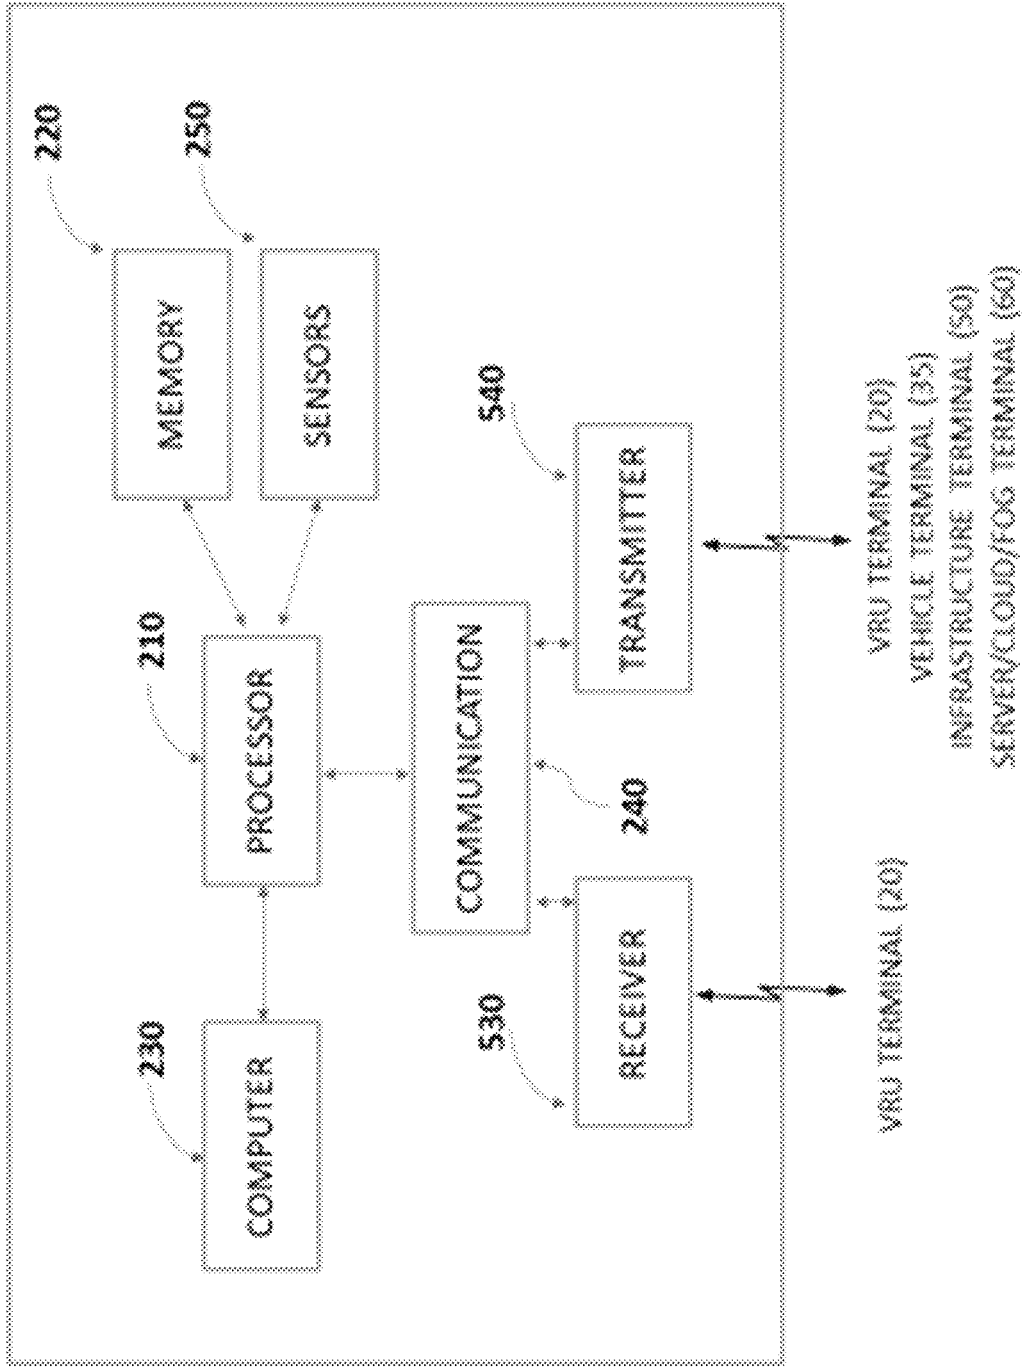 220
MEMORY
250
SENSORS
210
PROCESSOR
230
COMPUTER
COMMUNICATION
240
540
TRANSMITTER
530
RECEIVER
VRU TERMINAL (20)
VRU TERMINAL (20)
VEHICLE TERMINAL (35)
INFRASTRUCTURE TERMINAL (50)
SERVER/CLOUD/FOG TERMINAL (60)